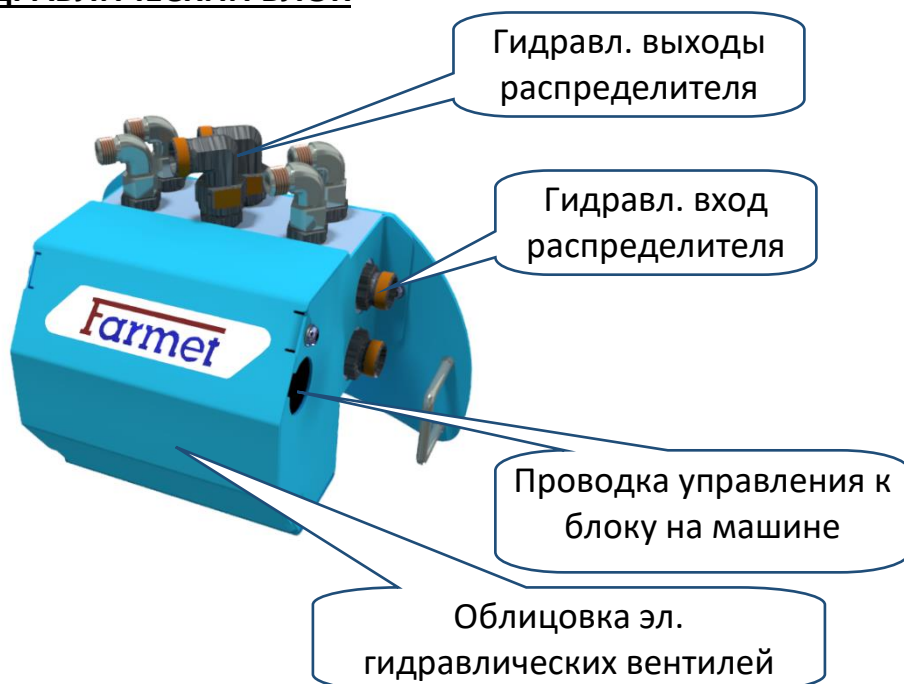 Гидравл. выходы
распределителя
Гидравл. вход
распределителя
Farmet
Проводка управления к
блоку на машине
Облицовка эл.
гидравлических вентилей